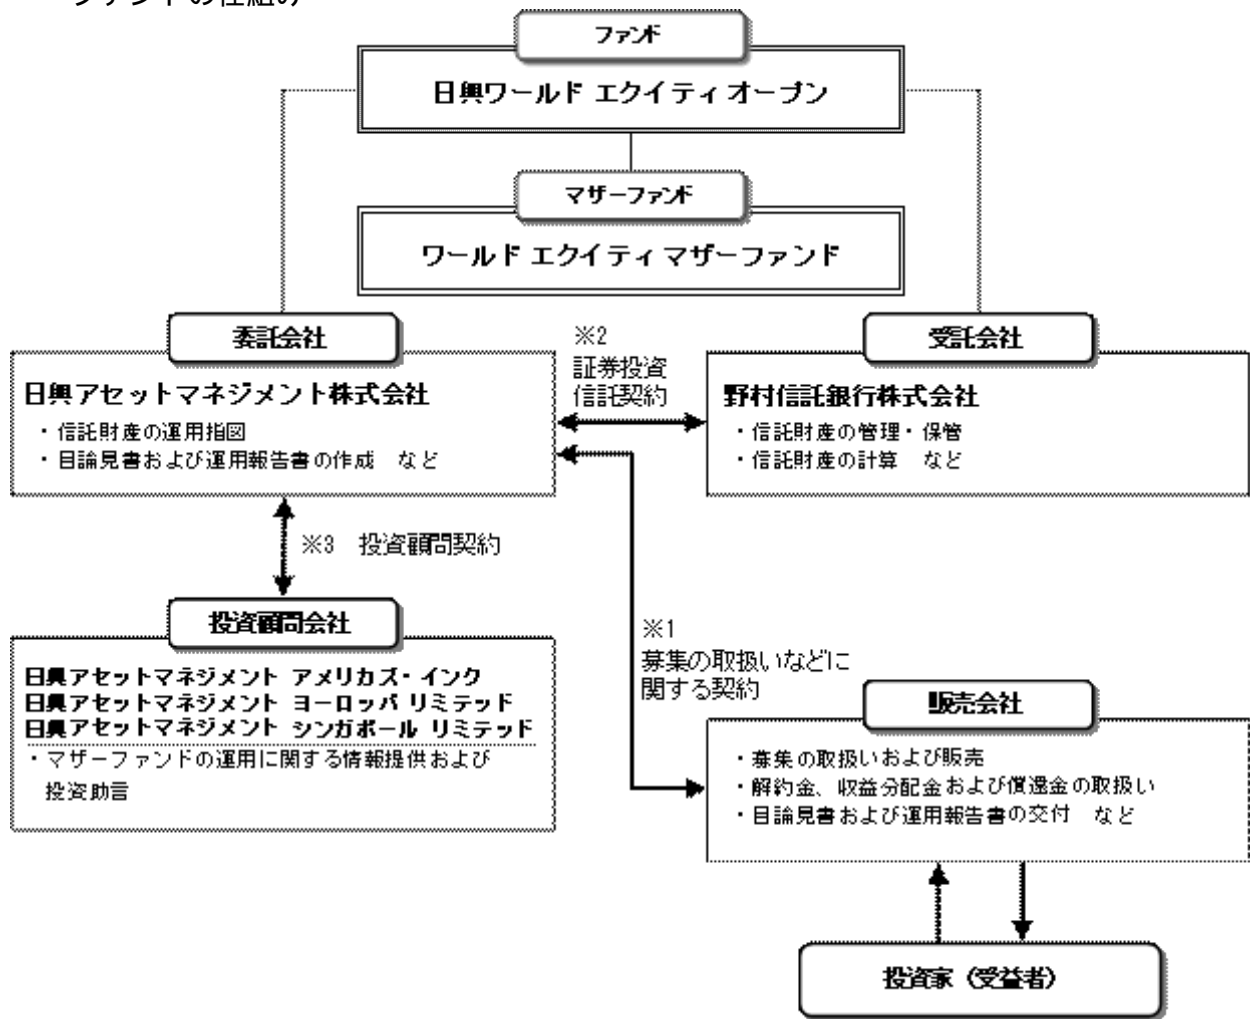 ファンドの仕組み
ファンド
日興ワールド エクイティ オープン
マザーファンド
ワールド エクイティ マザーファンド
委託会社
日興アセットマネジメント株式会社
・信託財産の運用指図
・目論見書および運用報告書の作成 など
※2
証券投資
信託契約
受託会社
野村信託銀行株式会社
・信託財産の管理・保管
・信託財産の計算 など
※3 投資顧問契約
投資顧問会社
日興アセットマネジメント アメリカズ・インク
日興アセットマネジメント ヨーロッパ リミテッド
日興アセットマネジメント シンガポール リミテッド
・マザーファンドの運用に関する情報提供および
投資助言
※1
募集の取扱いなどに
関する契約
販売会社
・募集の取扱いおよび販売
・解約金、収益分配金および償還金の取扱い
・目論見書および運用報告書の交付 など
投資家（受益者）